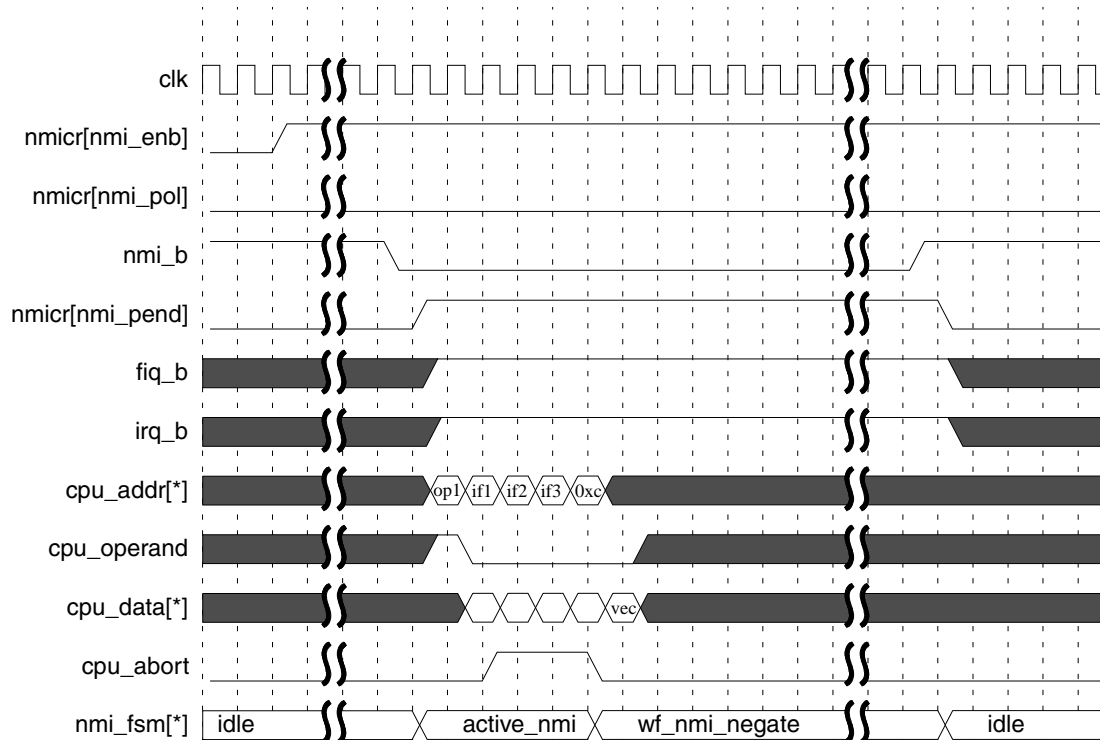 clk
nmicr[nmi_enb]
nmicr[nmi_pol]
nmi_b
nmicr[nmi_pend]
fiq_b
irq_b
cpu_addr[*] op1 if1 if2 if3 0xc
cpu_operand
cpu_data[*] vec
cpu_abort
nmi_fsm[*] idle active_nmi wf_nmi_negate idle